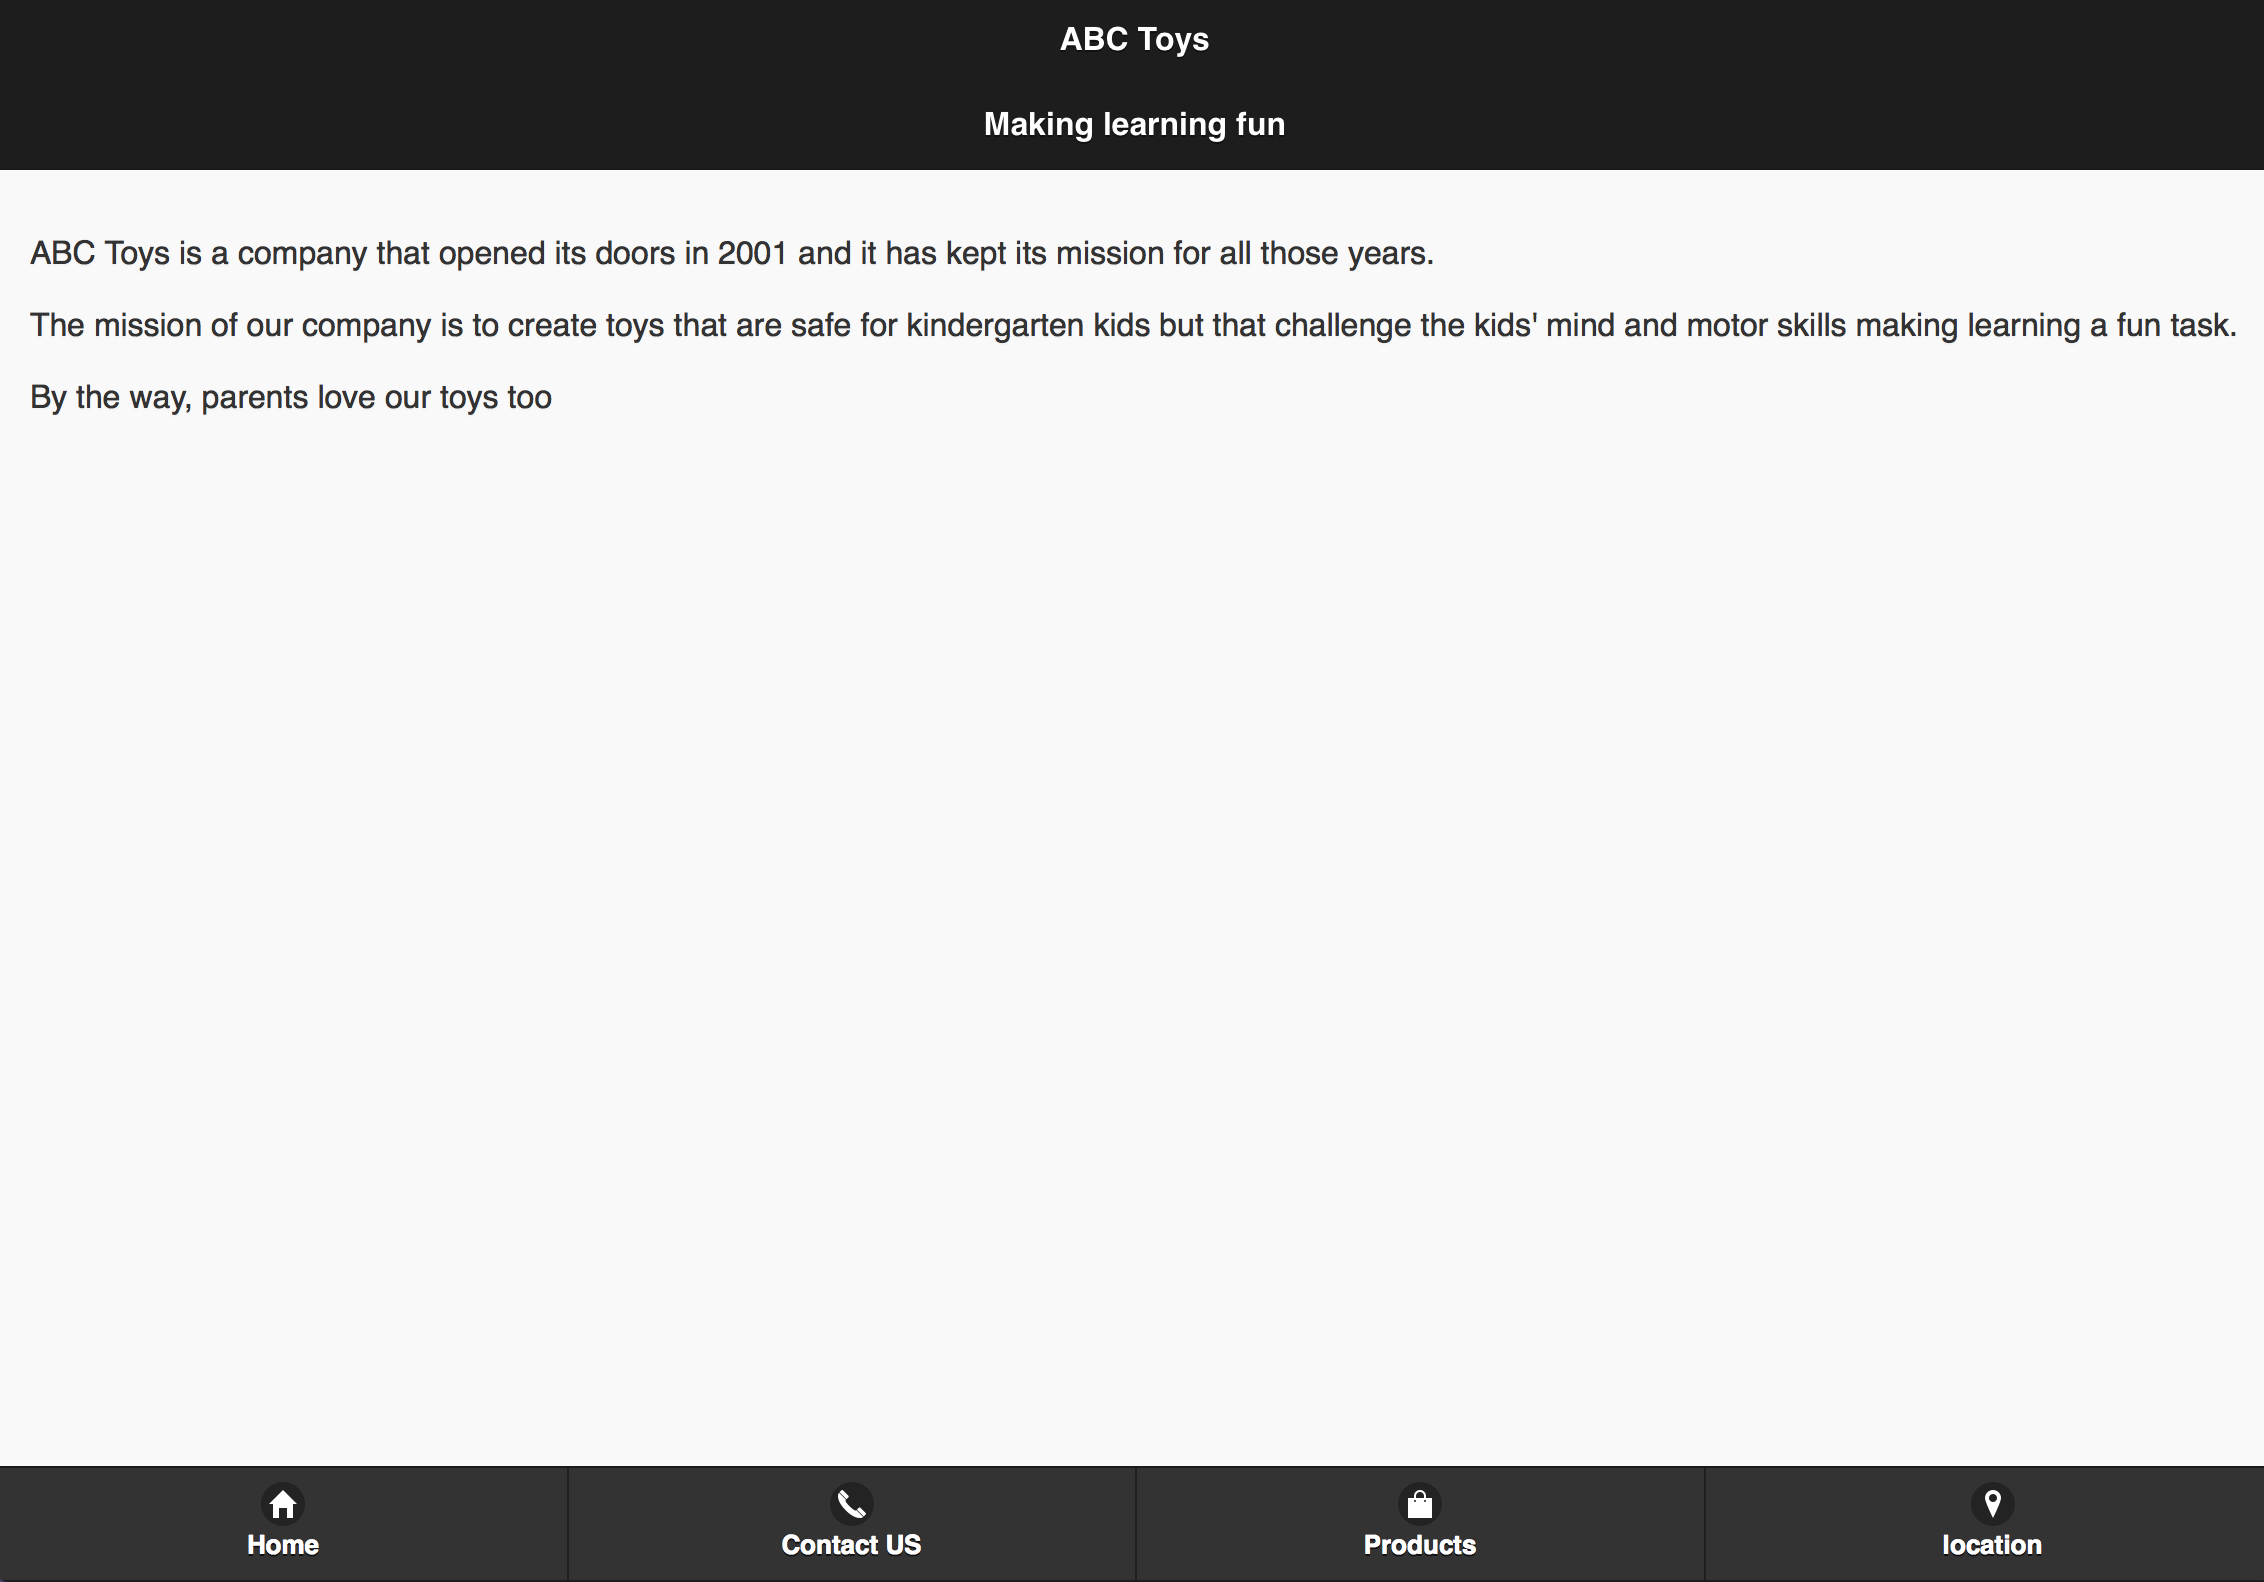 ABC Toys
Making learning fun
ABC Toys is a company that opened its doors in 2001 and it has kept its mission for all those years.
The mission of our company is to create toys that are safe for kindergarten kids but that challenge the kids' mind and motor skills making learning a fun task.
By the way, parents love our toys too
Home
Contact US
Products
location